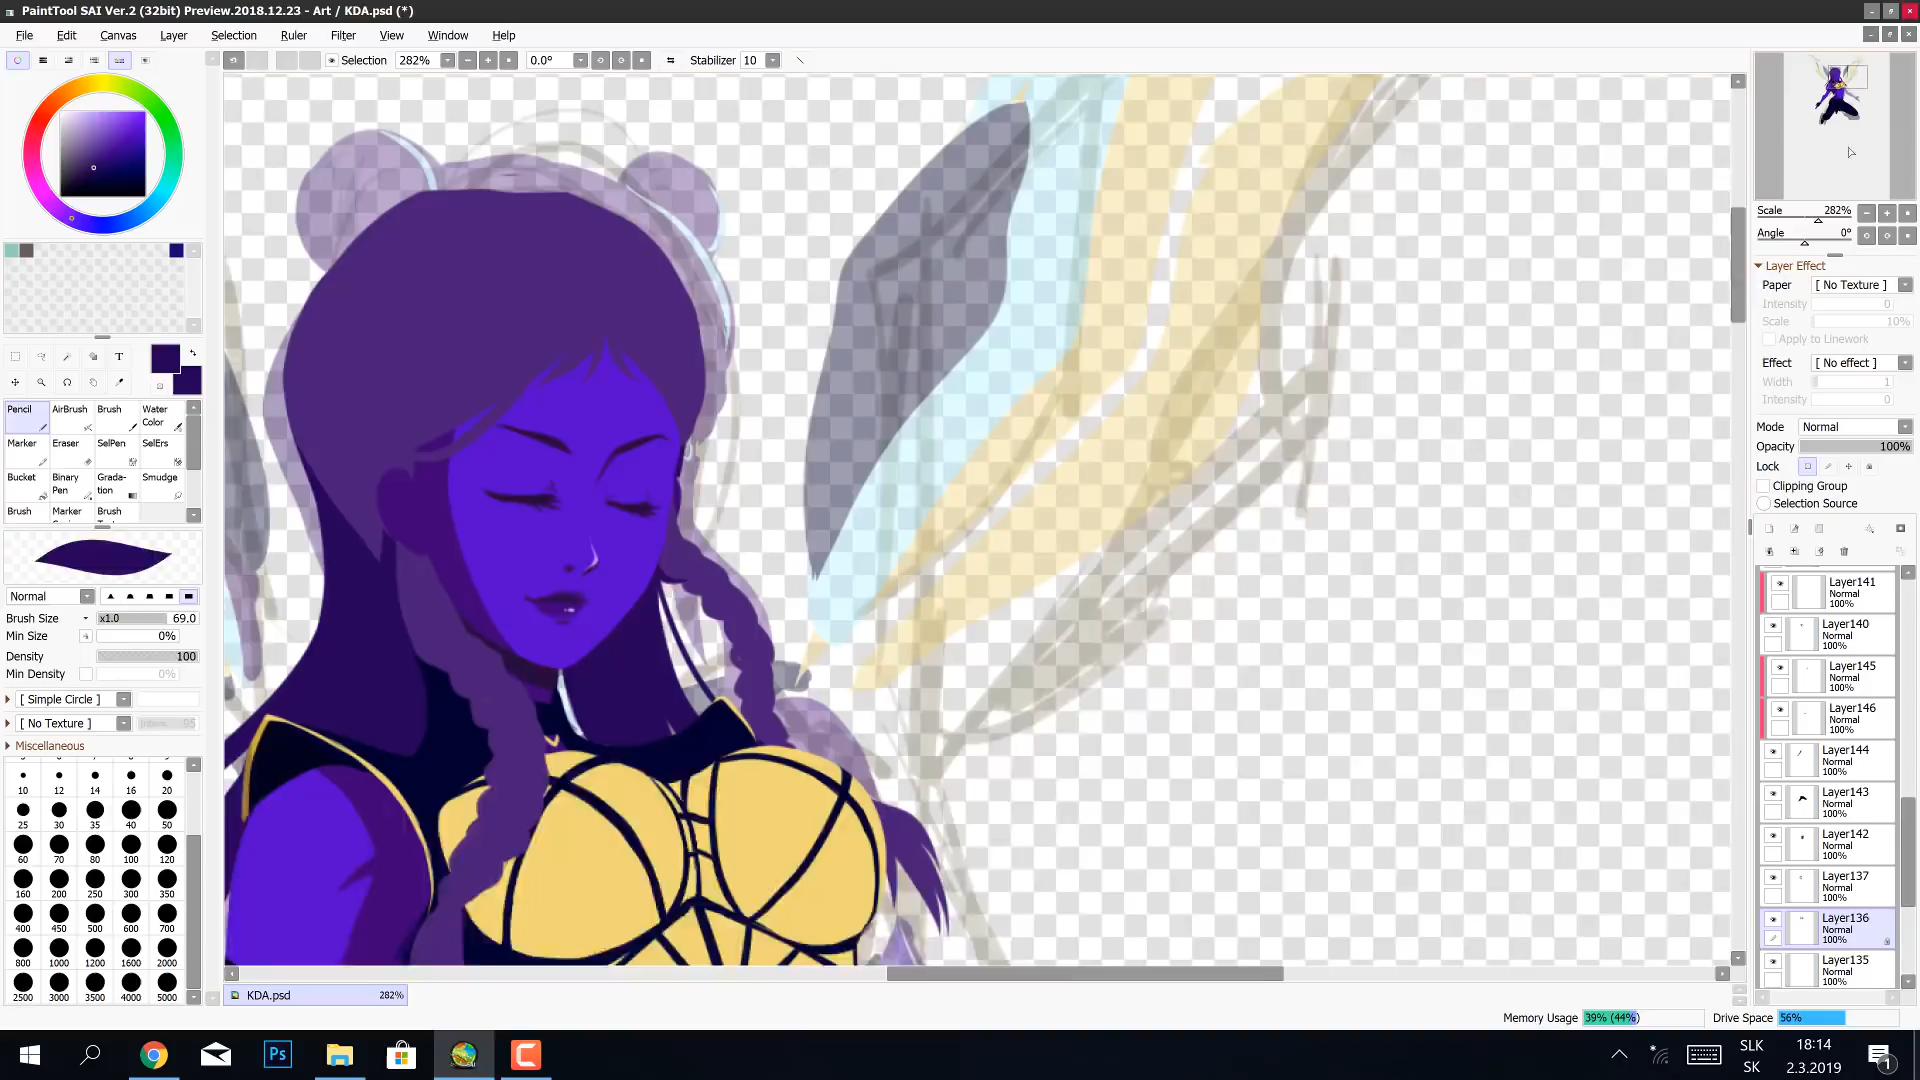 PaintTool SAI Ver.2 (32bit) Preview.2018.12.23 - Art / KDA.psd (*)
File Edit Canvas Layer Selection Ruler Filter View Window Help
Selection 282% 0.0° Stabilizer 10
Scale 282%
Angle 0°
Layer Effect
Paper [ No Texture ]
Intensity 0
Scale 10%
Apply to Linework
Effect [ No effect ]
Width 1
Intensity 0
Mode Normal
Opacity 100%
Lock
Clipping Group
Selection Source
T
Pencil AirBrush Brush Water Color
Marker Eraser SelPen SelErs
Bucket Binary Pen Grada-tion Smudge
Brush Marker Brush
Normal
Brush Size x1.0 69.0
Min Size 0%
Density 100
Min Density 0%
[ Simple Circle ]
[ No Texture ] 95
Miscellaneous
10 12 14 16 20
25 30 35 40 50
60 70 80 100 120
160 200 250 300 350
400 450 500 600 700
800 1000 1200 1600 2000
2500 3000 3500 4000 5000
Layer141
Normal
100%
Layer140
Normal
100%
Layer145
Normal
100%
Layer146
Normal
100%
Layer144
Normal
100%
Layer143
Normal
100%
Layer142
Normal
100%
Layer137
Normal
100%
Layer136
Normal
100%
Layer135
Normal
100%
KDA.psd 282%
Memory Usage 39% (44%) Drive Space 56%
Ps
C
SLK
SK
18:14
2.3.2019
1